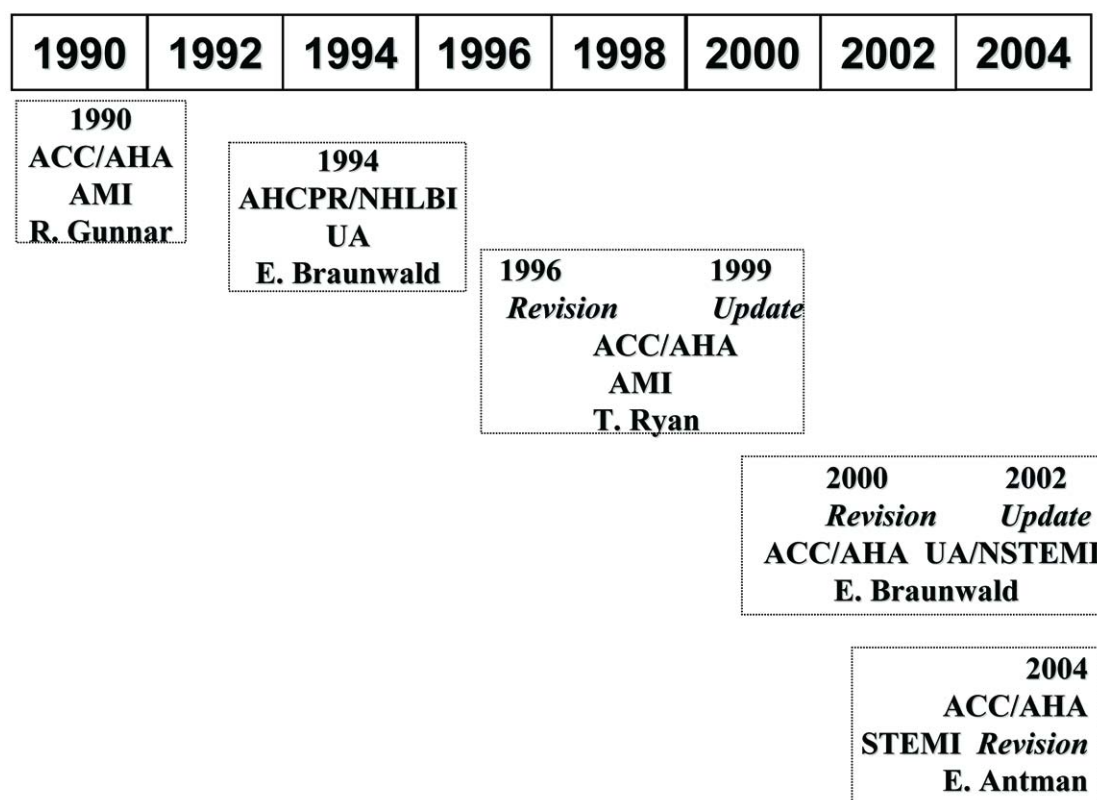 1990 1992 1994 1996 1998 2000 2002 2004
1990
ACC/AHA
AMI
R. Gunnar
1994
AHCPR/NHLBI
UA
E. Braunwald
1996 1999
Revision Update
ACC/AHA
AMI
T. Ryan
2000 2002
Revision Update
ACC/AHA UA/NSTEMI
E. Braunwald
2004
ACC/AHA
STEMI Revision
E. Antman